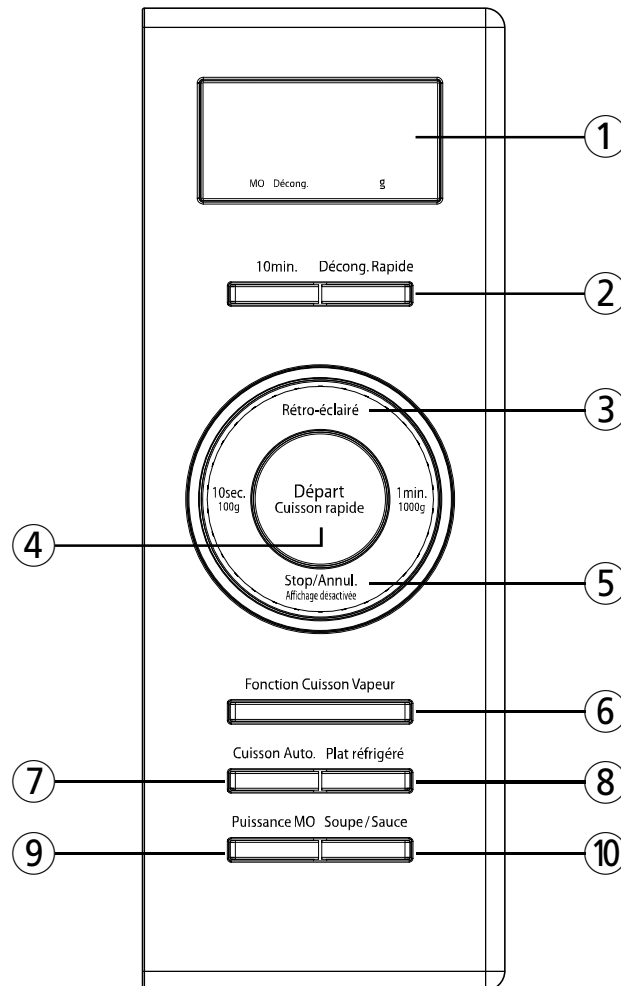 ①
MO Décong. g
10min. Décong. Rapide
②
Rétro-éclairé
③
10sec.
100g
Départ
Cuisson rapide
1min.
1000g
④
Stop/Annul.
Affichage désactivée
⑤
Fonction Cuisson Vapeur
⑥
Cuisson Auto. Plat réfrigéré
⑦ ⑧
Puissance MO Soupe/Sauce
⑨ ⑩